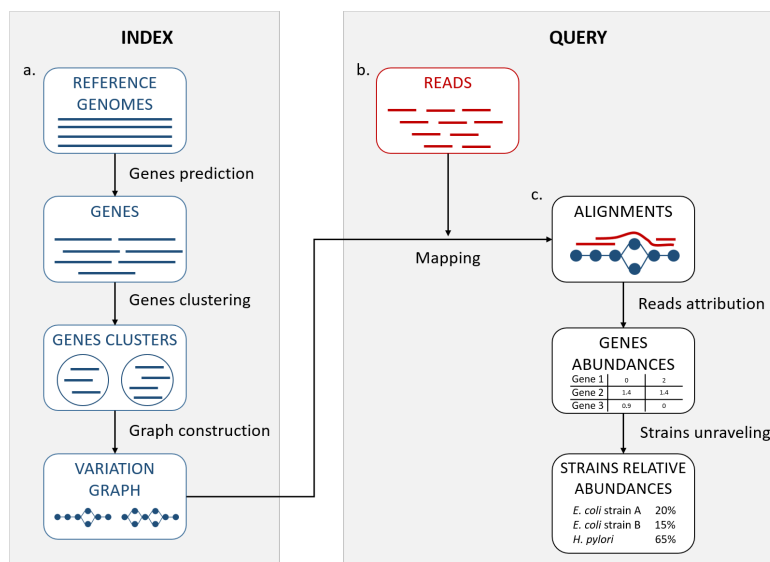 INDEX
a.
REFERENCE
GENOMES
Genes prediction
GENES
Genes clustering
GENES CLUSTERS
Graph construction
VARIATION
GRAPH
QUERY
b.
READS
Mapping
c.
ALIGNMENTS
Reads attribution
GENES
ABUNDANCES
Gene 1 0 2
Gene 2 1.4 1.4
Gene 3 0.9 0
Strains unraveling
STRAINS RELATIVE
ABUNDANCES
E. coli strain A 20%
E. coli strain B 15%
H. pylori 65%